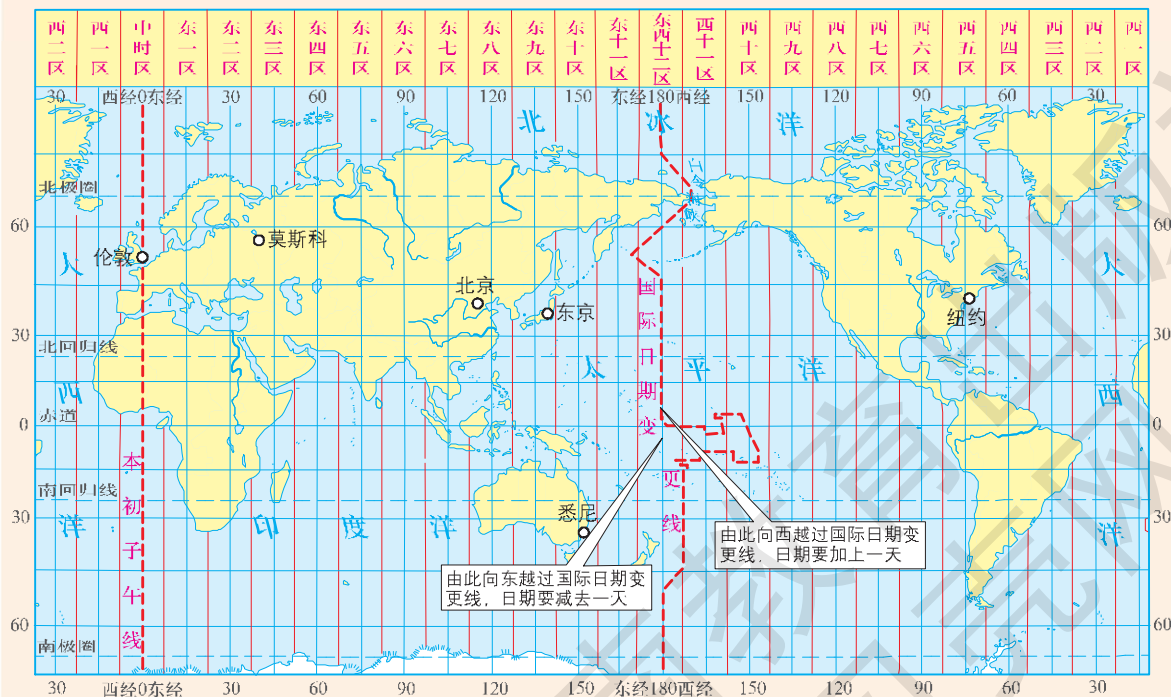 西二区 西一区 中时区 东一区 东二区 东三区 东四区 东五区 东六区 东七区 东八区 东九区 东十区 东十一区 东西十二区 西十一区 西十区 西九区 西八区 西七区 西六区 西五区 西四区 西三区 西二区 西一区
30 西经0东经 30 60 90 120 150 东经180西经 150 120 90 60 30
北冰洋
白令海峡
北极圈
60 60
莫斯科
伦敦
大
大
北京
东京
纽约
国际日期变更线
30 30
北回归线
太平洋
西
西
赤道
0 0
本初子午线
南回归线
30 30
悉尼
洋
印度洋
洋
由此向西越过国际日期变
更线，日期要加上一天
由此向东越过国际日期变
更线，日期要减去一天
60 60
南极圈
30 西经0东经 30 60 90 120 150 东经180西经 150 120 90 60 30